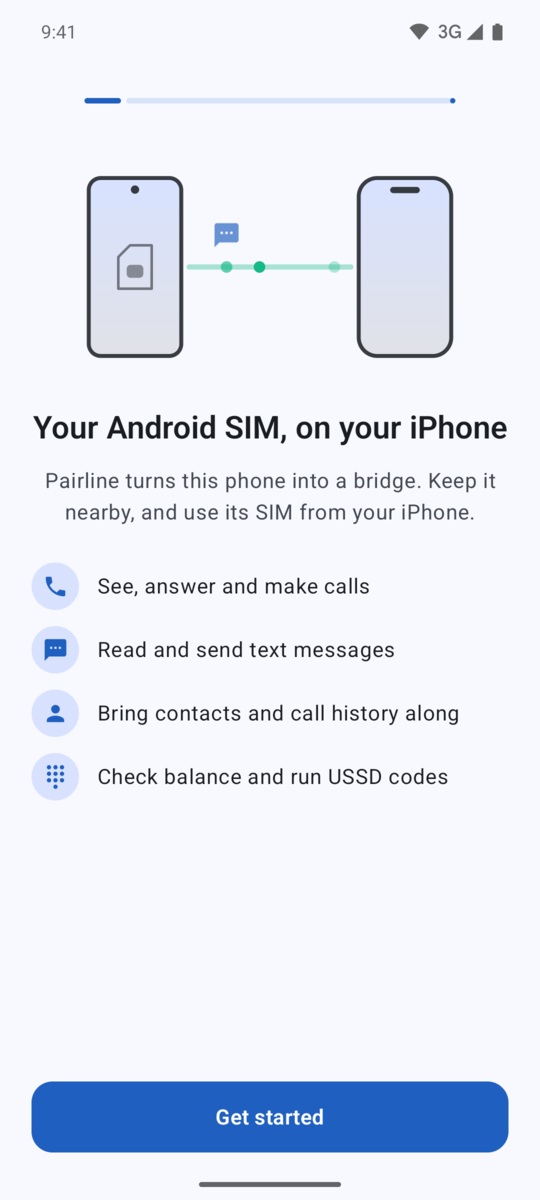 9:41
3G
Your Android SIM, on your iPhone
Pairline turns this phone into a bridge. Keep it
nearby, and use its SIM from your iPhone.
See, answer and make calls
Read and send text messages
Bring contacts and call history along
Check balance and run USSD codes
Get started